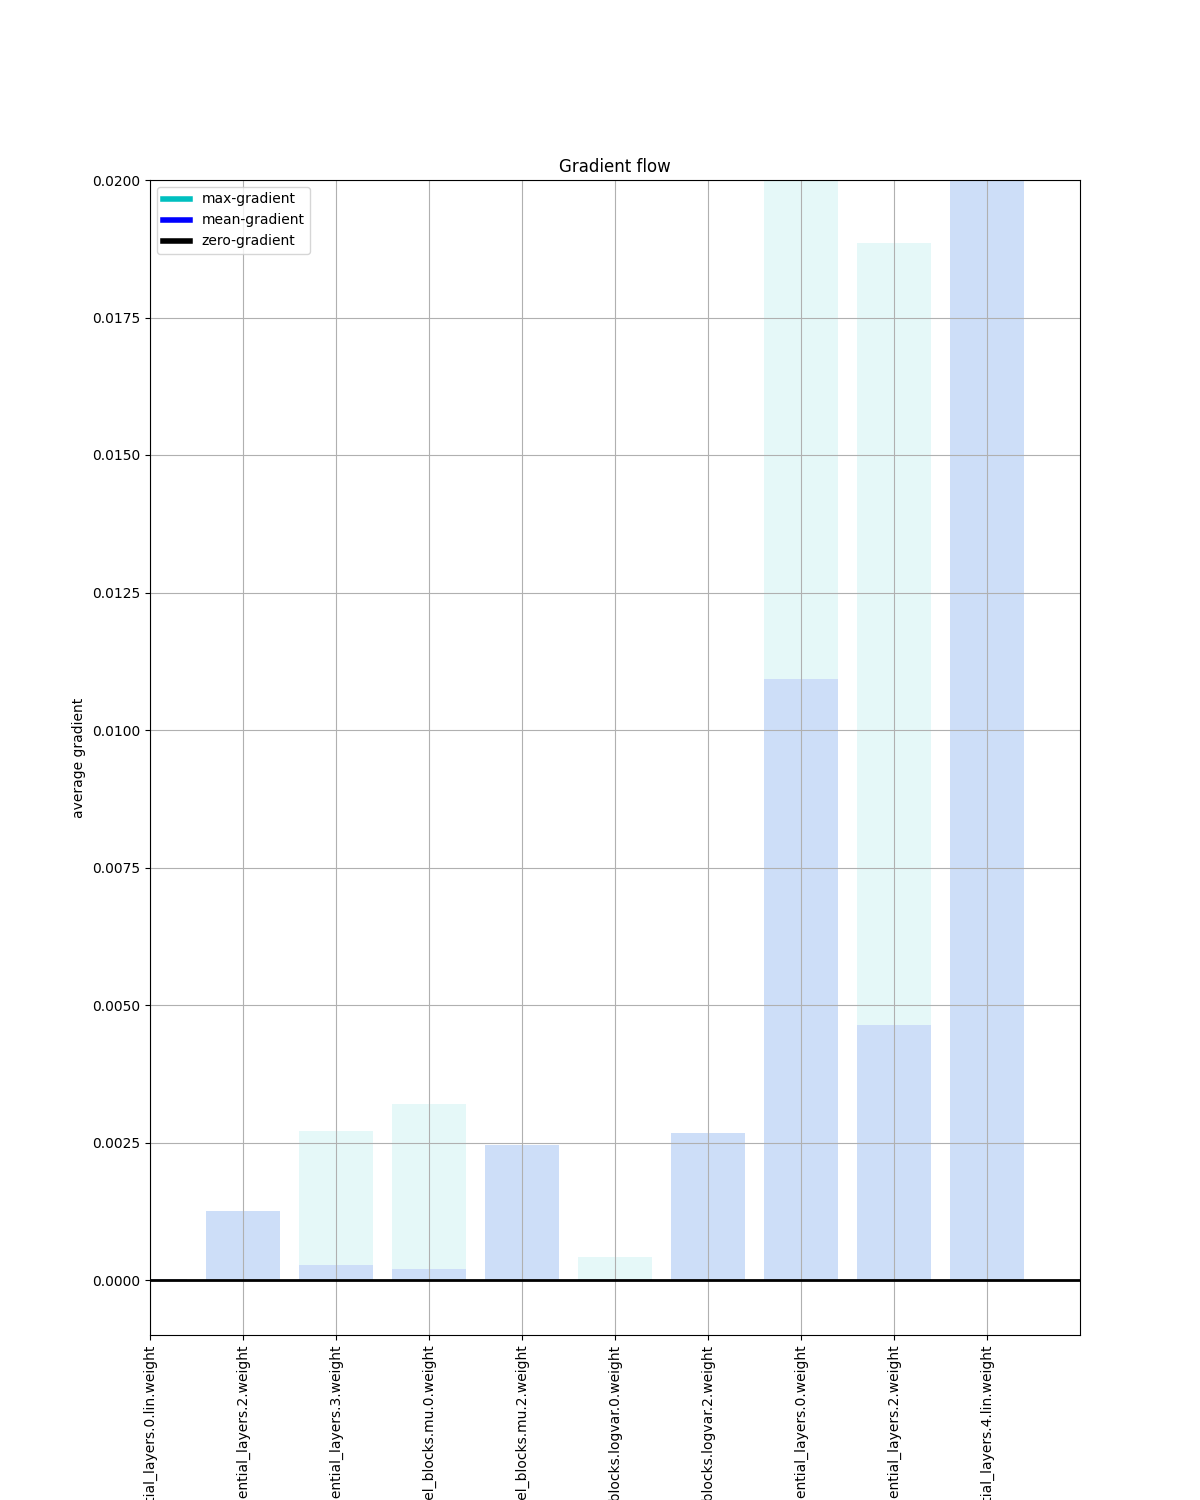 Gradient flow
max-gradient
mean-gradient
zero-gradient
0.0200
0.0175
0.0150
0.0125
0.0100
0.0075
0.0050
0.0025
0.0000
average gradient
tial_layers.0.lin.weight
ential_layers.2.weight
ential_layers.3.weight
el_blocks.mu.0.weight
el_blocks.mu.2.weight
blocks.logvar.0.weight
blocks.logvar.2.weight
ential_layers.0.weight
ential_layers.2.weight
tial_layers.4.lin.weight